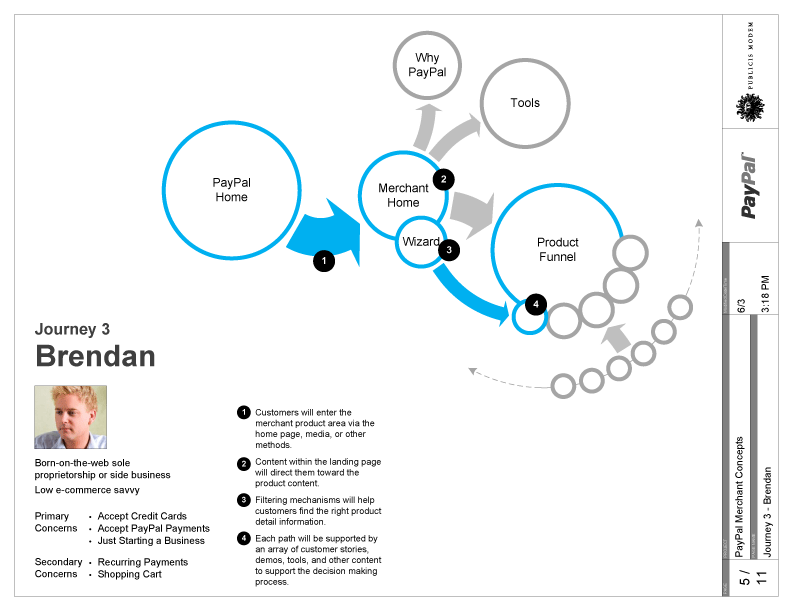 Why
PayPal
Tools
PayPal
Home
Merchant
Home
2
Wizard
3
1
Product
Funnel
4
Journey 3
Brendan
Born-on-the-web sole
proprietorship or side business
Low e-commerce savvy
Primary
Concerns
• Accept Credit Cards
• Accept PayPal Payments
• Just Starting a Business
Secondary
Concerns
• Recurring Payments
• Shopping Cart
1 Customers will enter the
merchant product area via the
home page, media, or other
methods.
2 Content within the landing page
will direct them toward the
product content.
3 Filtering mechanisms will help
customers find the right product
detail information.
4 Each path will be supported by
an array of customer stories,
demos, tools, and other content
to support the decision making
process.
PUBLICIS MODEM
PayPal
6/3
3:18 PM
PayPal Merchant Concepts
Journey 3 - Brendan
5 /
11